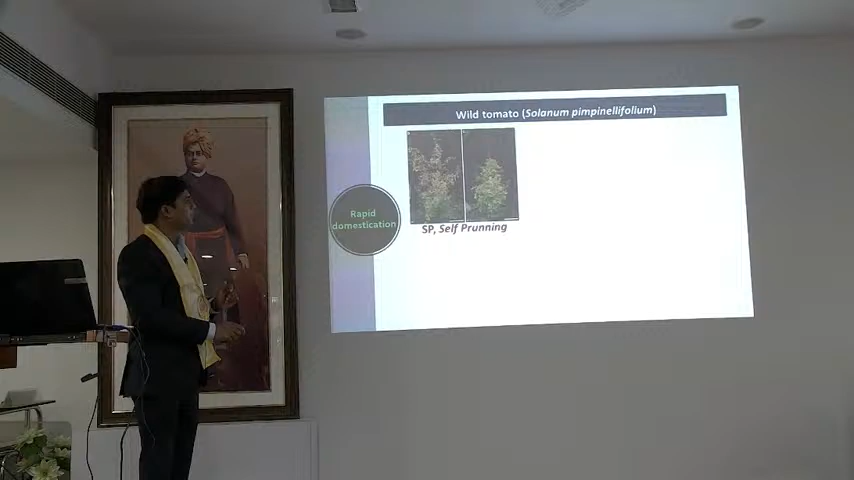 Wild tomato (Solanum pimpinellifolium)
Rapid
domestication
SP, Self Prunning